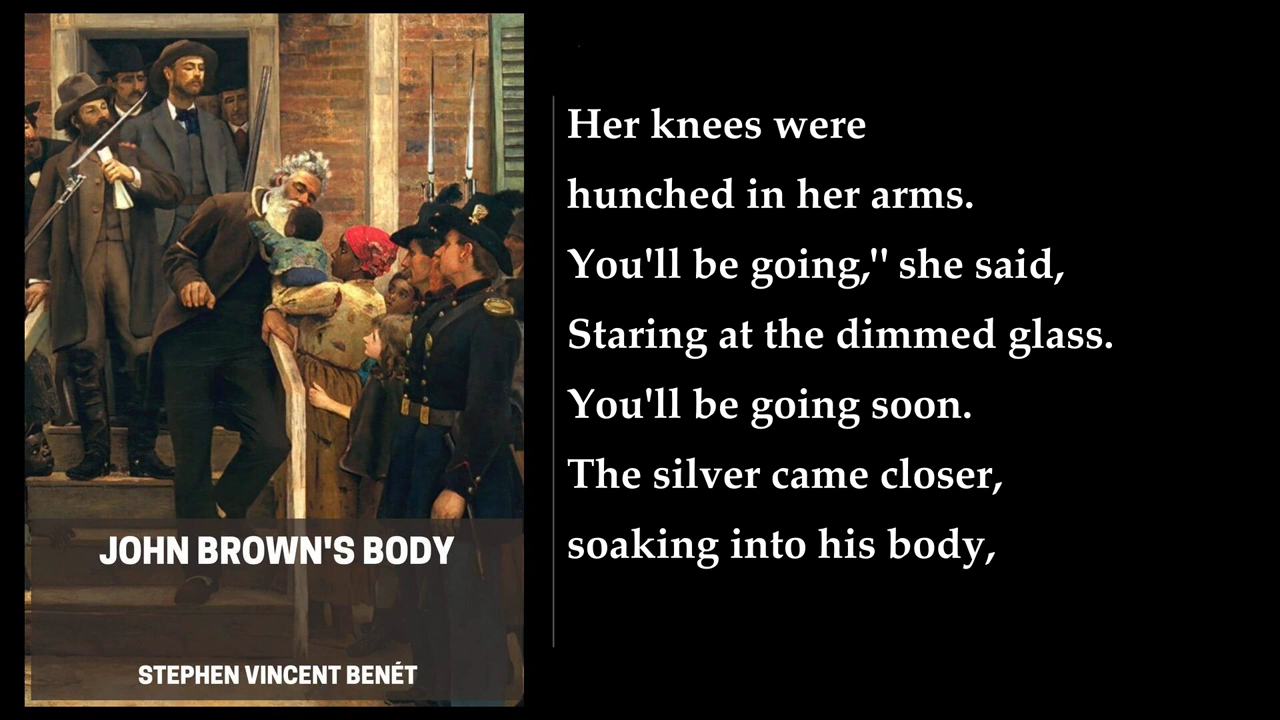 JOHN BROWN'S BODY
STEPHEN VINCENT BENÉT
Her knees were
hunched in her arms.
You'll be going," she said,
Staring at the dimmed glass.
You'll be going soon.
The silver came closer,
soaking into his body,